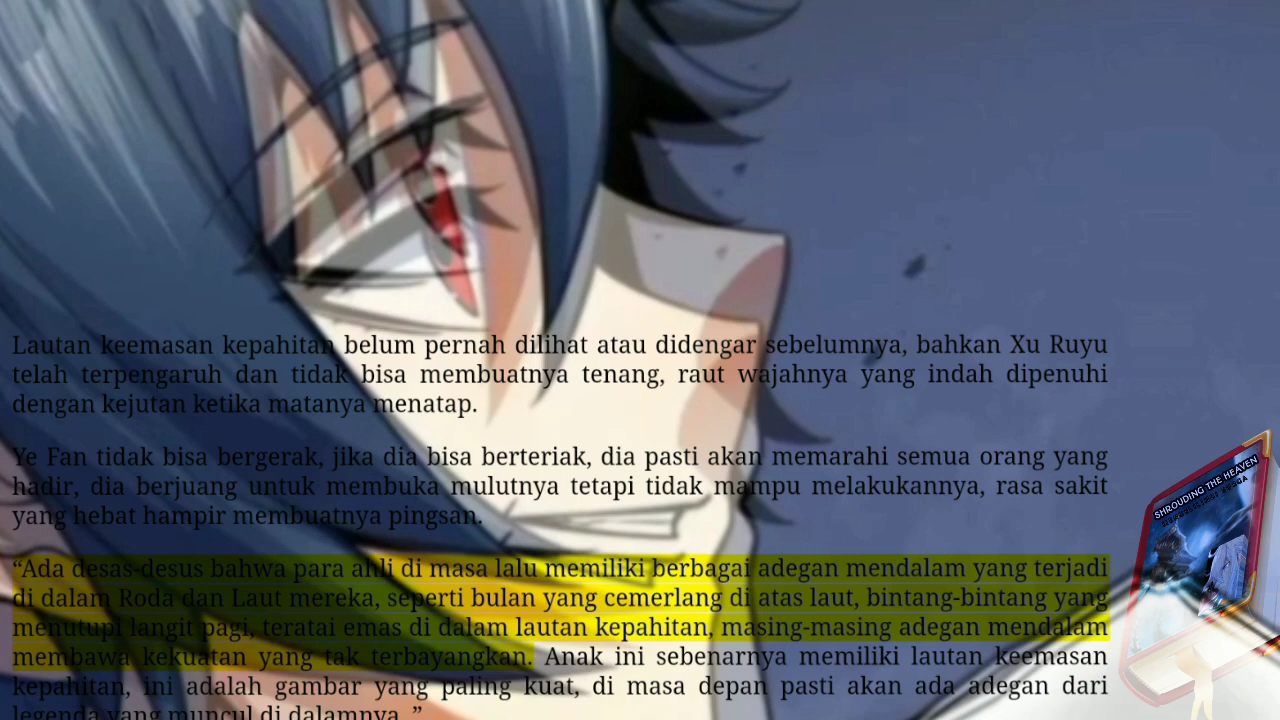 Lautan keemasan kepahitan belum pernah dilihat atau didengar sebelumnya, bahkan Xu Ruyu
telah terpengaruh dan tidak bisa membuatnya tenang, raut wajahnya yang indah dipenuhi
dengan kejutan ketika matanya menatap.
Ye Fan tidak bisa bergerak, jika dia bisa berteriak, dia pasti akan memarahi semua orang yang
hadir, dia berjuang untuk membuka mulutnya tetapi tidak mampu melakukannya, rasa sakit
yang hebat hampir membuatnya pingsan.
“Ada desas-desus bahwa para ahli di masa lalu memiliki berbagai adegan mendalam yang terjadi
di dalam Roda dan Laut mereka, seperti bulan yang cemerlang di atas laut, bintang-bintang yang
menutupi langit pagi, teratai emas di dalam lautan kepahitan, masing-masing adegan mendalam
membawa kekuatan yang tak terbayangkan. Anak ini sebenarnya memiliki lautan keemasan
kepahitan, ini adalah gambar yang paling kuat, di masa depan pasti akan ada adegan dari
legenda yang muncul di dalamnya. ”
SHROUDING THE HEAVEN